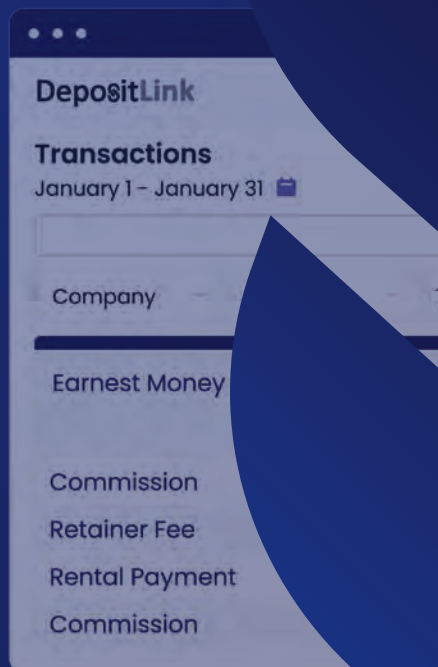 DepositLink
Transactions
January 1 - January 31
Company
Earnest Money
Commission
Retainer Fee
Rental Payment
Commission